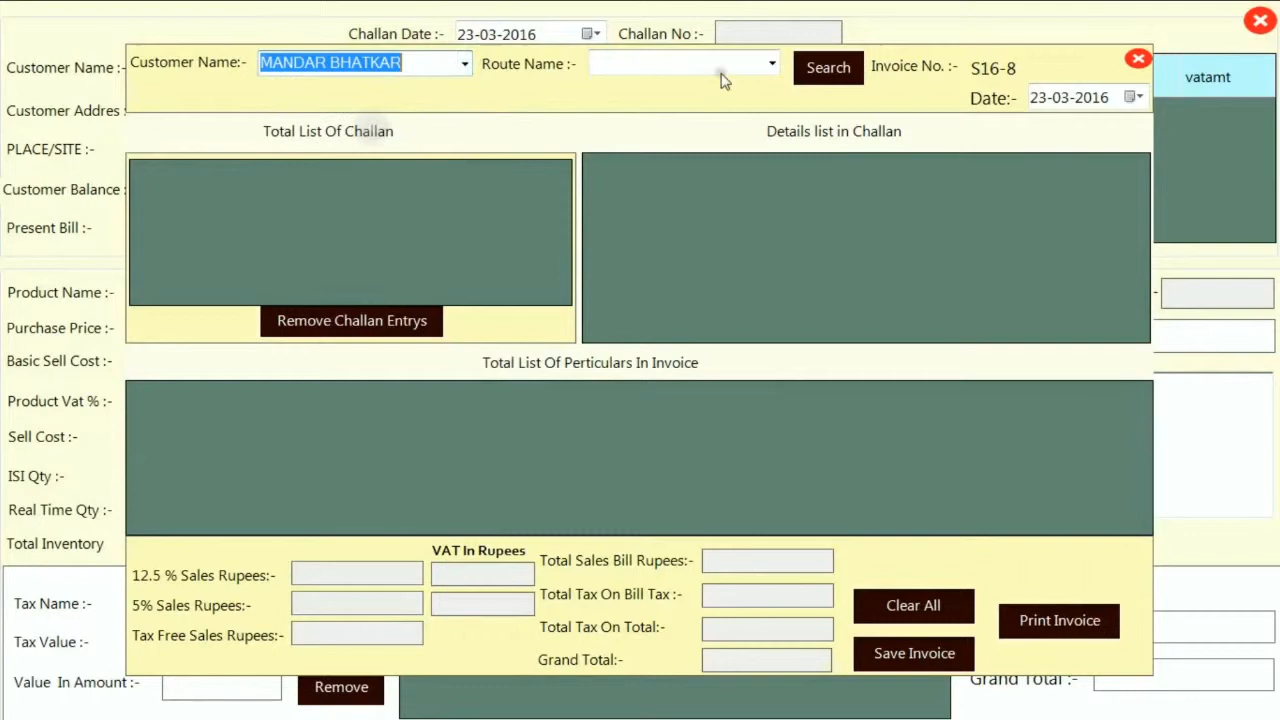 Challan Date :- 23-03-2016 Challan No :-
Customer Name :-
Customer Name:- MANDAR BHATKAR Route Name :- Search Invoice No. :- S16-8
vatamt
Date:- 23-03-2016
Customer Addres :
Total List Of Challan Details list in Challan
PLACE/SITE :-
Customer Balance :
Present Bill :-
Product Name :-
Remove Challan Entrys
Purchase Price :-
Basic Sell Cost:-
Total List Of Perticulars In Invoice
Product Vat % :-
Sell Cost :-
ISI Qty :-
Real Time Qty :-
Total Inventory
VAT In Rupees
Total Sales Bill Rupees:-
12.5 % Sales Rupees:-
Total Tax On Bill Tax :-
Tax Name :-
5% Sales Rupees:-
Clear All
Print Invoice
Total Tax On Total:-
Tax Free Sales Rupees:-
Tax Value :-
Save Invoice
Grand Total:-
Value In Amount :- Remove
Grand Total :-